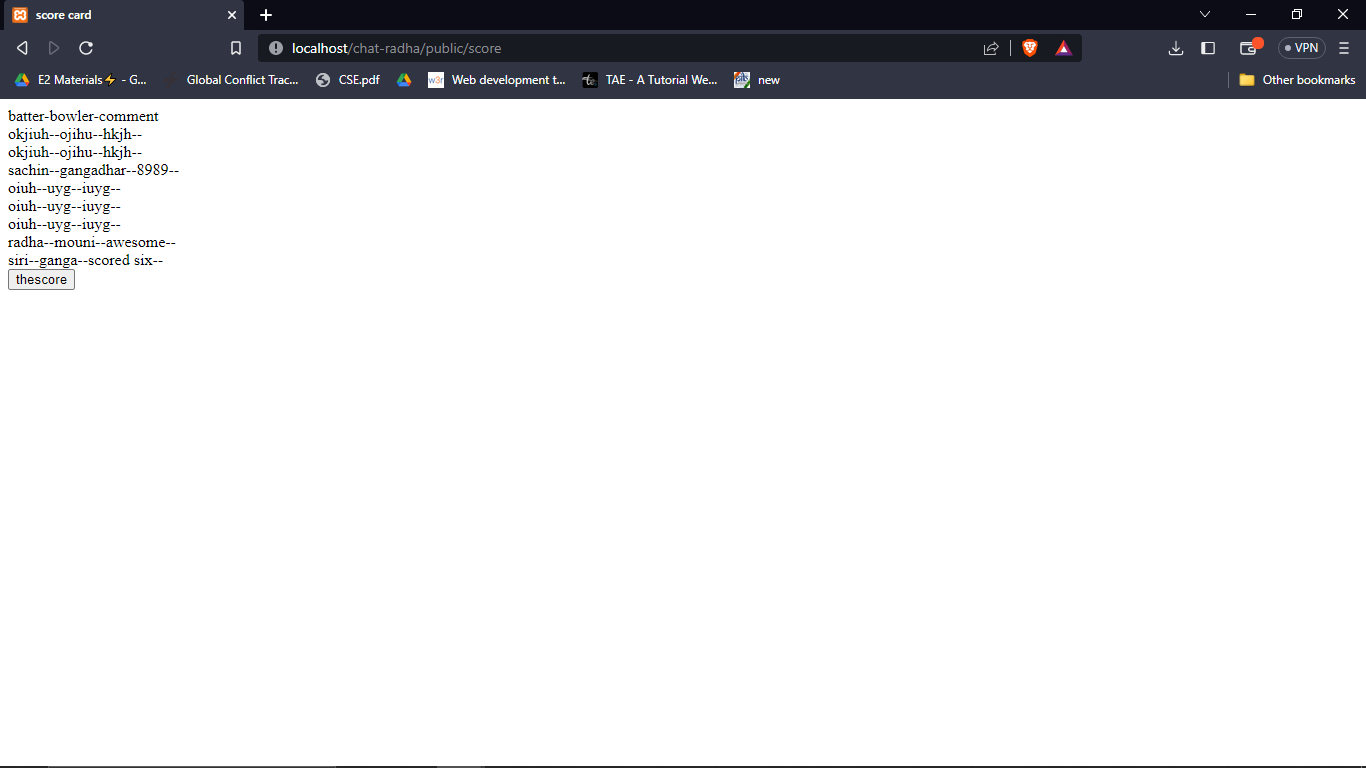 score card
localhost/chat-radha/public/score
VPN
E2 Materials⚡ - G...
Global Conflict Trac...
CSE.pdf
w3r
Web development t...
TAE - A Tutorial We...
new
Other bookmarks
batter-bowler-comment
okjiuh--ojihu--hkjh--
okjiuh--ojihu--hkjh--
sachin--gangadhar--8989--
oiuh--uyg--iuyg--
oiuh--uyg--iuyg--
oiuh--uyg--iuyg--
radha--mouni--awesome--
siri--ganga--scored six--
thescore